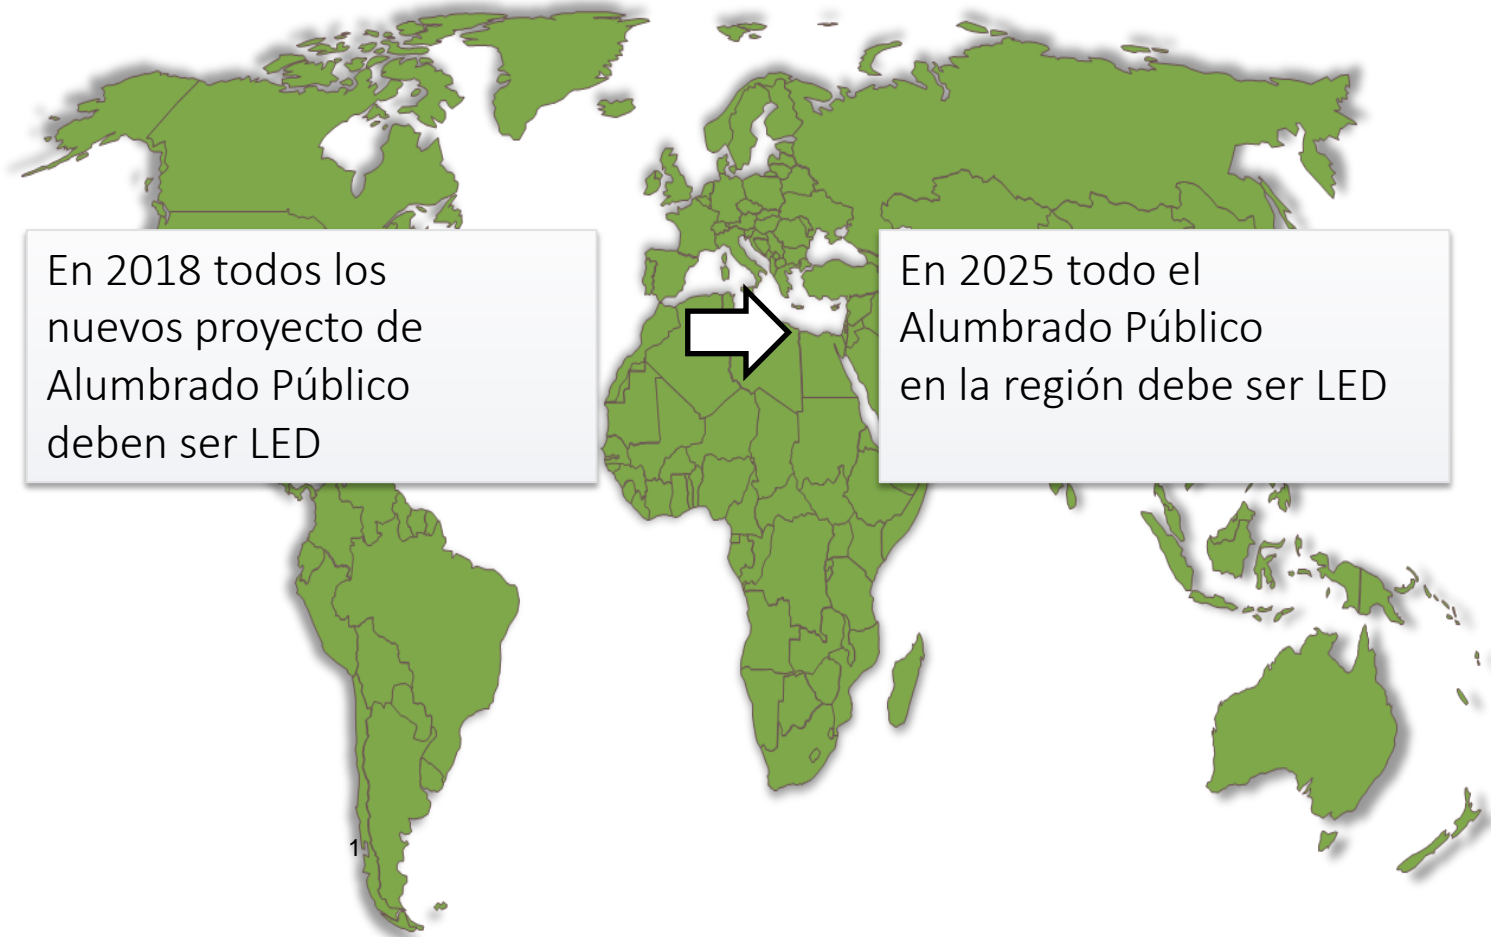 En 2018 todos los
nuevos proyecto de
Alumbrado Público
deben ser LED
En 2025 todo el
Alumbrado Público
en la región debe ser LED
1